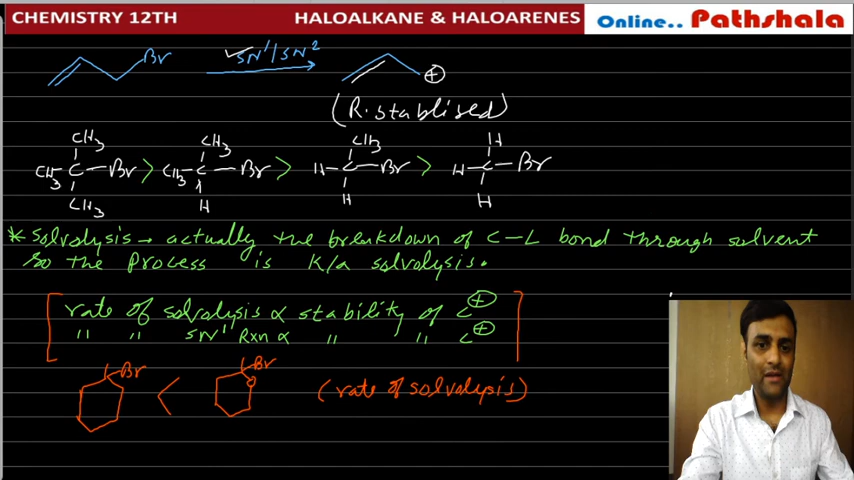 CHEMISTRY 12TH HALOALKANE & HALOARENES Online.. Pathshala
Br SN1/SN2 +
(R. stablised)
CH3 CH3 CH3 H
CH3-C-Br > CH3-C-Br > H-C-Br > H-C-Br
CH3 H H H
*Solvolysis → actually the breakdown of C-L bond through solvent
so the process is K/a solvolysis.
rate of solvolysis ∝ stability of C+
" " SN1 Rxn ∝ " " C+
Br < Br (rate of solvolysis)